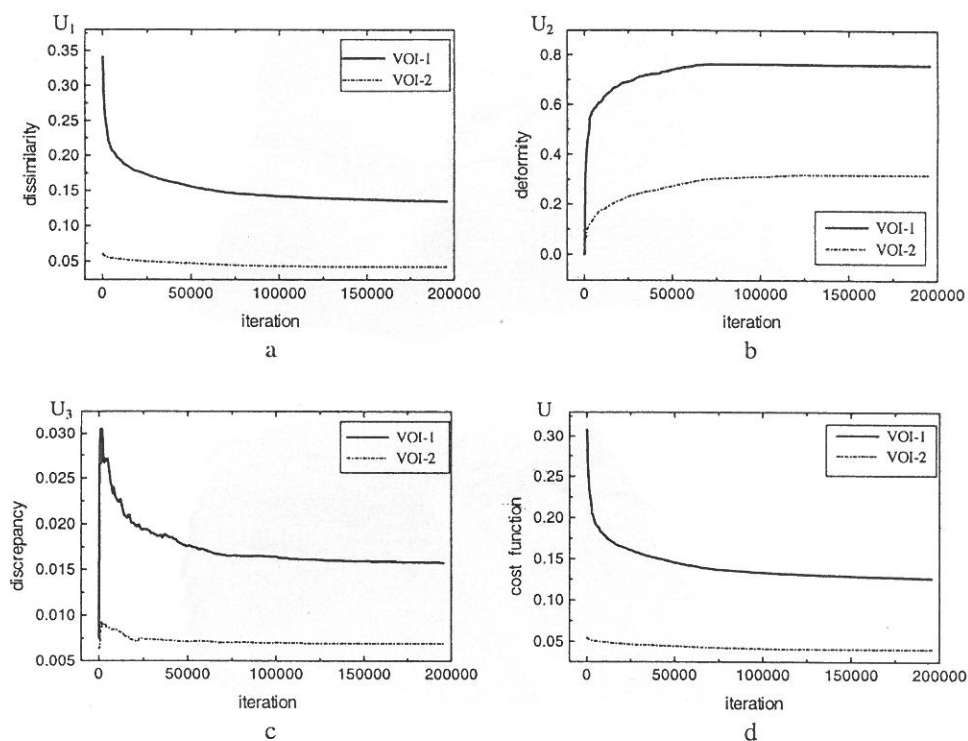 U1
0.35
0.30
0.25
0.20
0.15
0.10
0.05
dissimilarity
VOI-1
VOI-2
0 50000 100000 150000 200000
iteration
a
U2
0.8
0.6
0.4
0.2
0.0
deformity
VOI-1
VOI-2
0 50000 100000 150000 200000
iteration
b
U3
0.030
0.025
0.020
0.015
0.010
0.005
discrepancy
VOI-1
VOI-2
0 50000 100000 150000 200000
iteration
c
U
0.30
0.25
0.20
0.15
0.10
0.05
cost function
VOI-1
VOI-2
0 50000 100000 150000 200000
iteration
d